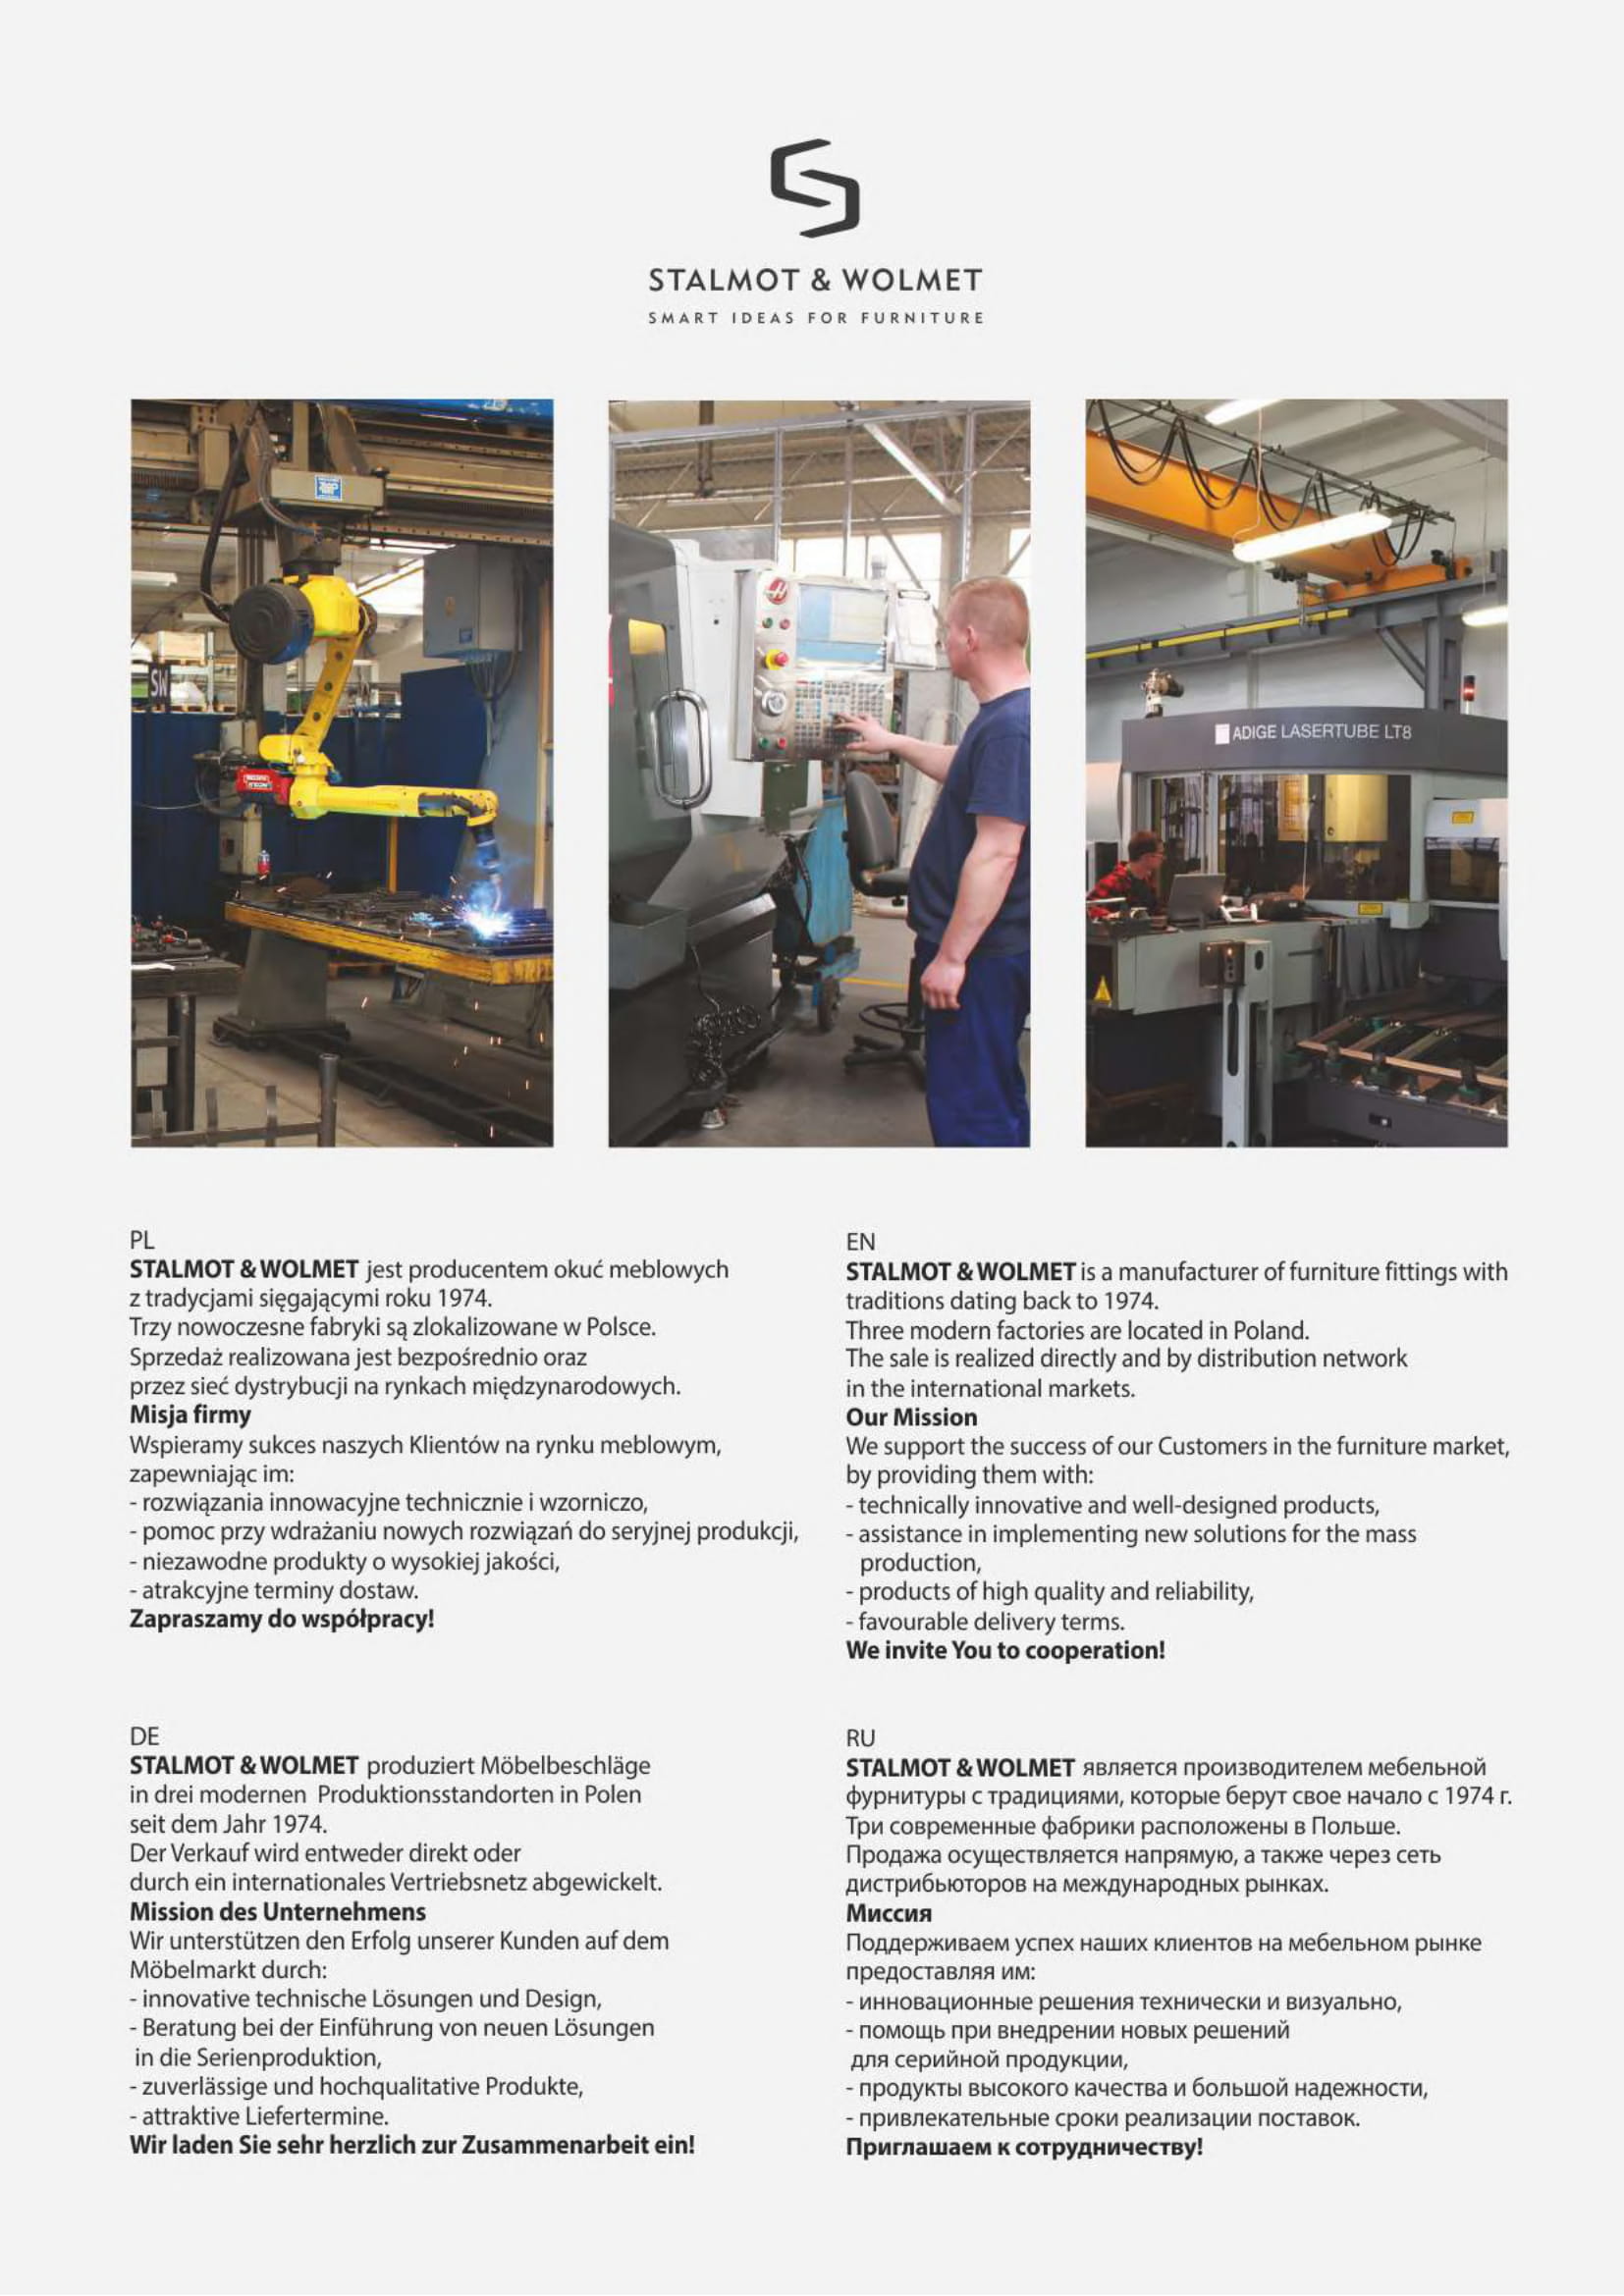 STALMOT & WOLMET
SMART IDEAS FOR FURNITURE
SW
ADIGE LASERTUBE LT8
PL
STALMOT & WOLMET jest producentem okuć meblowych
z tradycjami sięgającymi roku 1974.
Trzy nowoczesne fabryki są zlokalizowane w Polsce.
Sprzedaż realizowana jest bezpośrednio oraz
przez sieć dystrybucji na rynkach międzynarodowych.
Misja firmy
Wspieramy sukces naszych Klientów na rynku meblowym,
zapewniając im:
- rozwiązania innowacyjne technicznie i wzorniczo,
- pomoc przy wdrażaniu nowych rozwiązań do seryjnej produkcji,
- niezawodne produkty o wysokiej jakości,
- atrakcyjne terminy dostaw.
Zapraszamy do współpracy!
EN
STALMOT & WOLMET is a manufacturer of furniture fittings with
traditions dating back to 1974.
Three modern factories are located in Poland.
The sale is realized directly and by distribution network
in the international markets.
Our Mission
We support the success of our Customers in the furniture market,
by providing them with:
- technically innovative and well-designed products,
- assistance in implementing new solutions for the mass
production,
- products of high quality and reliability,
- favourable delivery terms.
We invite You to cooperation!
DE
STALMOT & WOLMET produziert Möbelbeschläge
in drei modernen Produktionsstandorten in Polen
seit dem Jahr 1974.
Der Verkauf wird entweder direkt oder
durch ein internationales Vertriebsnetz abgewickelt.
Mission des Unternehmens
Wir unterstützen den Erfolg unserer Kunden auf dem
Möbelmarkt durch:
- innovative technische Lösungen und Design,
- Beratung bei der Einführung von neuen Lösungen
in die Serienproduktion,
- zuverlässige und hochqualitative Produkte,
- attraktive Liefertermine.
Wir laden Sie sehr herzlich zur Zusammenarbeit ein!
RU
STALMOT & WOLMET является производителем мебельной
фурнитуры с традициями, которые берут свое начало с 1974 г.
Три современные фабрики расположены в Польше.
Продажа осуществляется напрямую, а также через сеть
дистрибьюторов на международных рынках.
Миссия
Поддерживаем успех наших клиентов на мебельном рынке
предоставляя им:
- инновационные решения технически и визуально,
- помощь при внедрении новых решений
для серийной продукции,
- продукты высокого качества и большой надежности,
- привлекательные сроки реализации поставок.
Приглашаем к сотрудничеству!